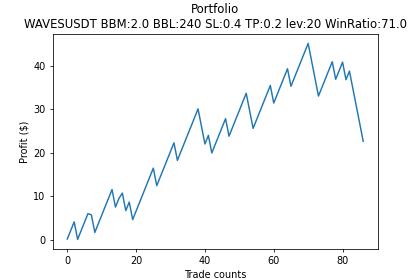 Portfolio
WAVESUSDT BBM:2.0 BBL:240 SL:0.4 TP:0.2 lev:20 WinRatio:71.0
Profit ($)
40
30
20
10
0
0
20
40
60
80
Trade counts